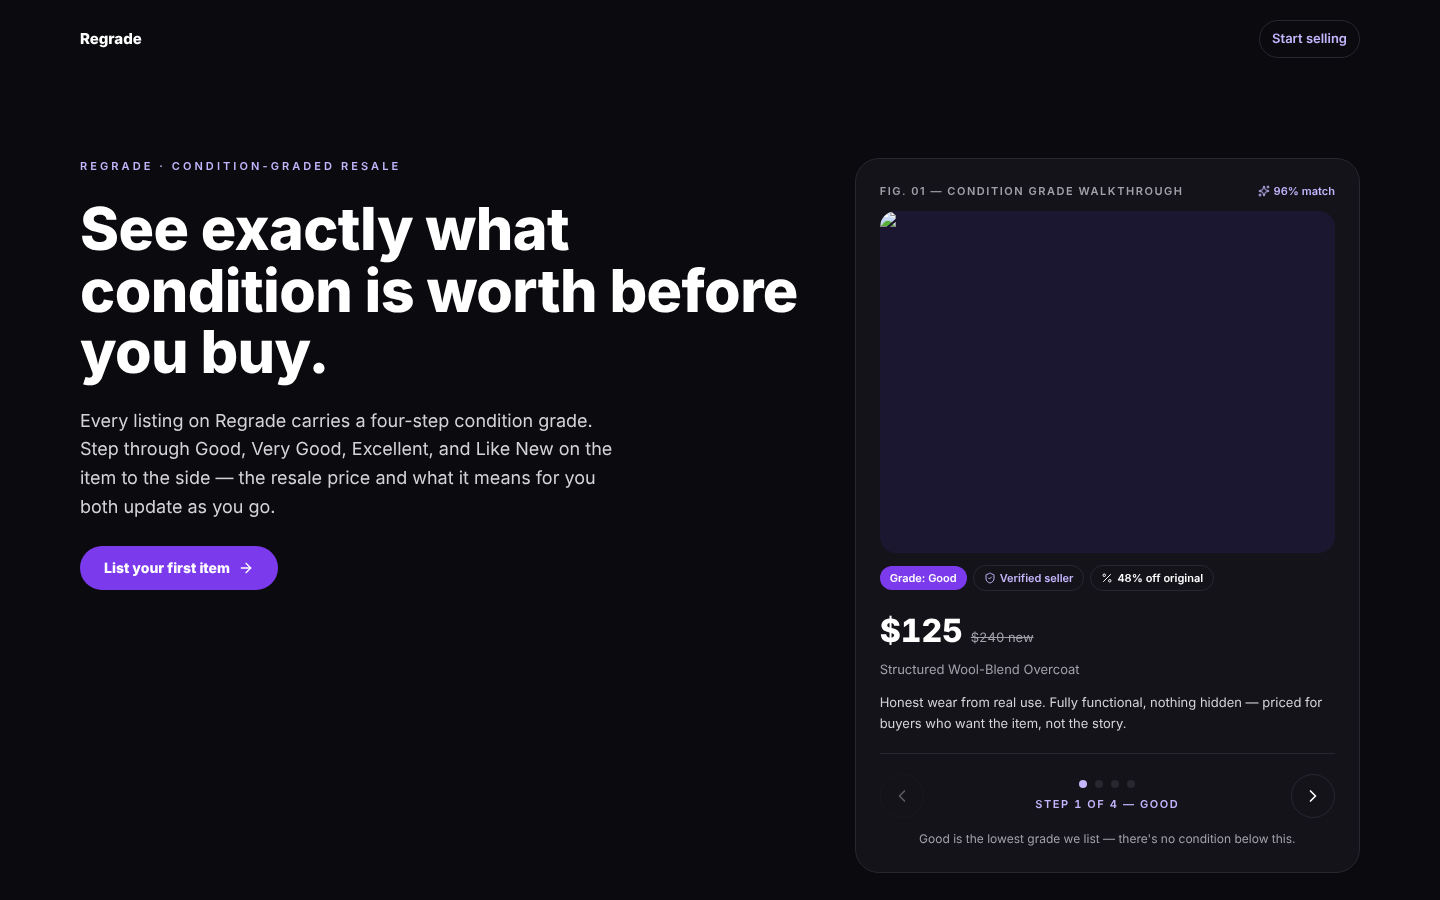 Regrade
Start selling
REGRADE · CONDITION-GRADED RESALE
See exactly what
condition is worth before
you buy.
Every listing on Regrade carries a four-step condition grade.
Step through Good, Very Good, Excellent, and Like New on the
item to the side — the resale price and what it means for you
both update as you go.
List your first item
FIG. 01 — CONDITION GRADE WALKTHROUGH
96% match
Grade: Good
Verified seller
48% off original
$125 $240 new
Structured Wool-Blend Overcoat
Honest wear from real use. Fully functional, nothing hidden — priced for
buyers who want the item, not the story.
STEP 1 OF 4 — GOOD
Good is the lowest grade we list — there's no condition below this.